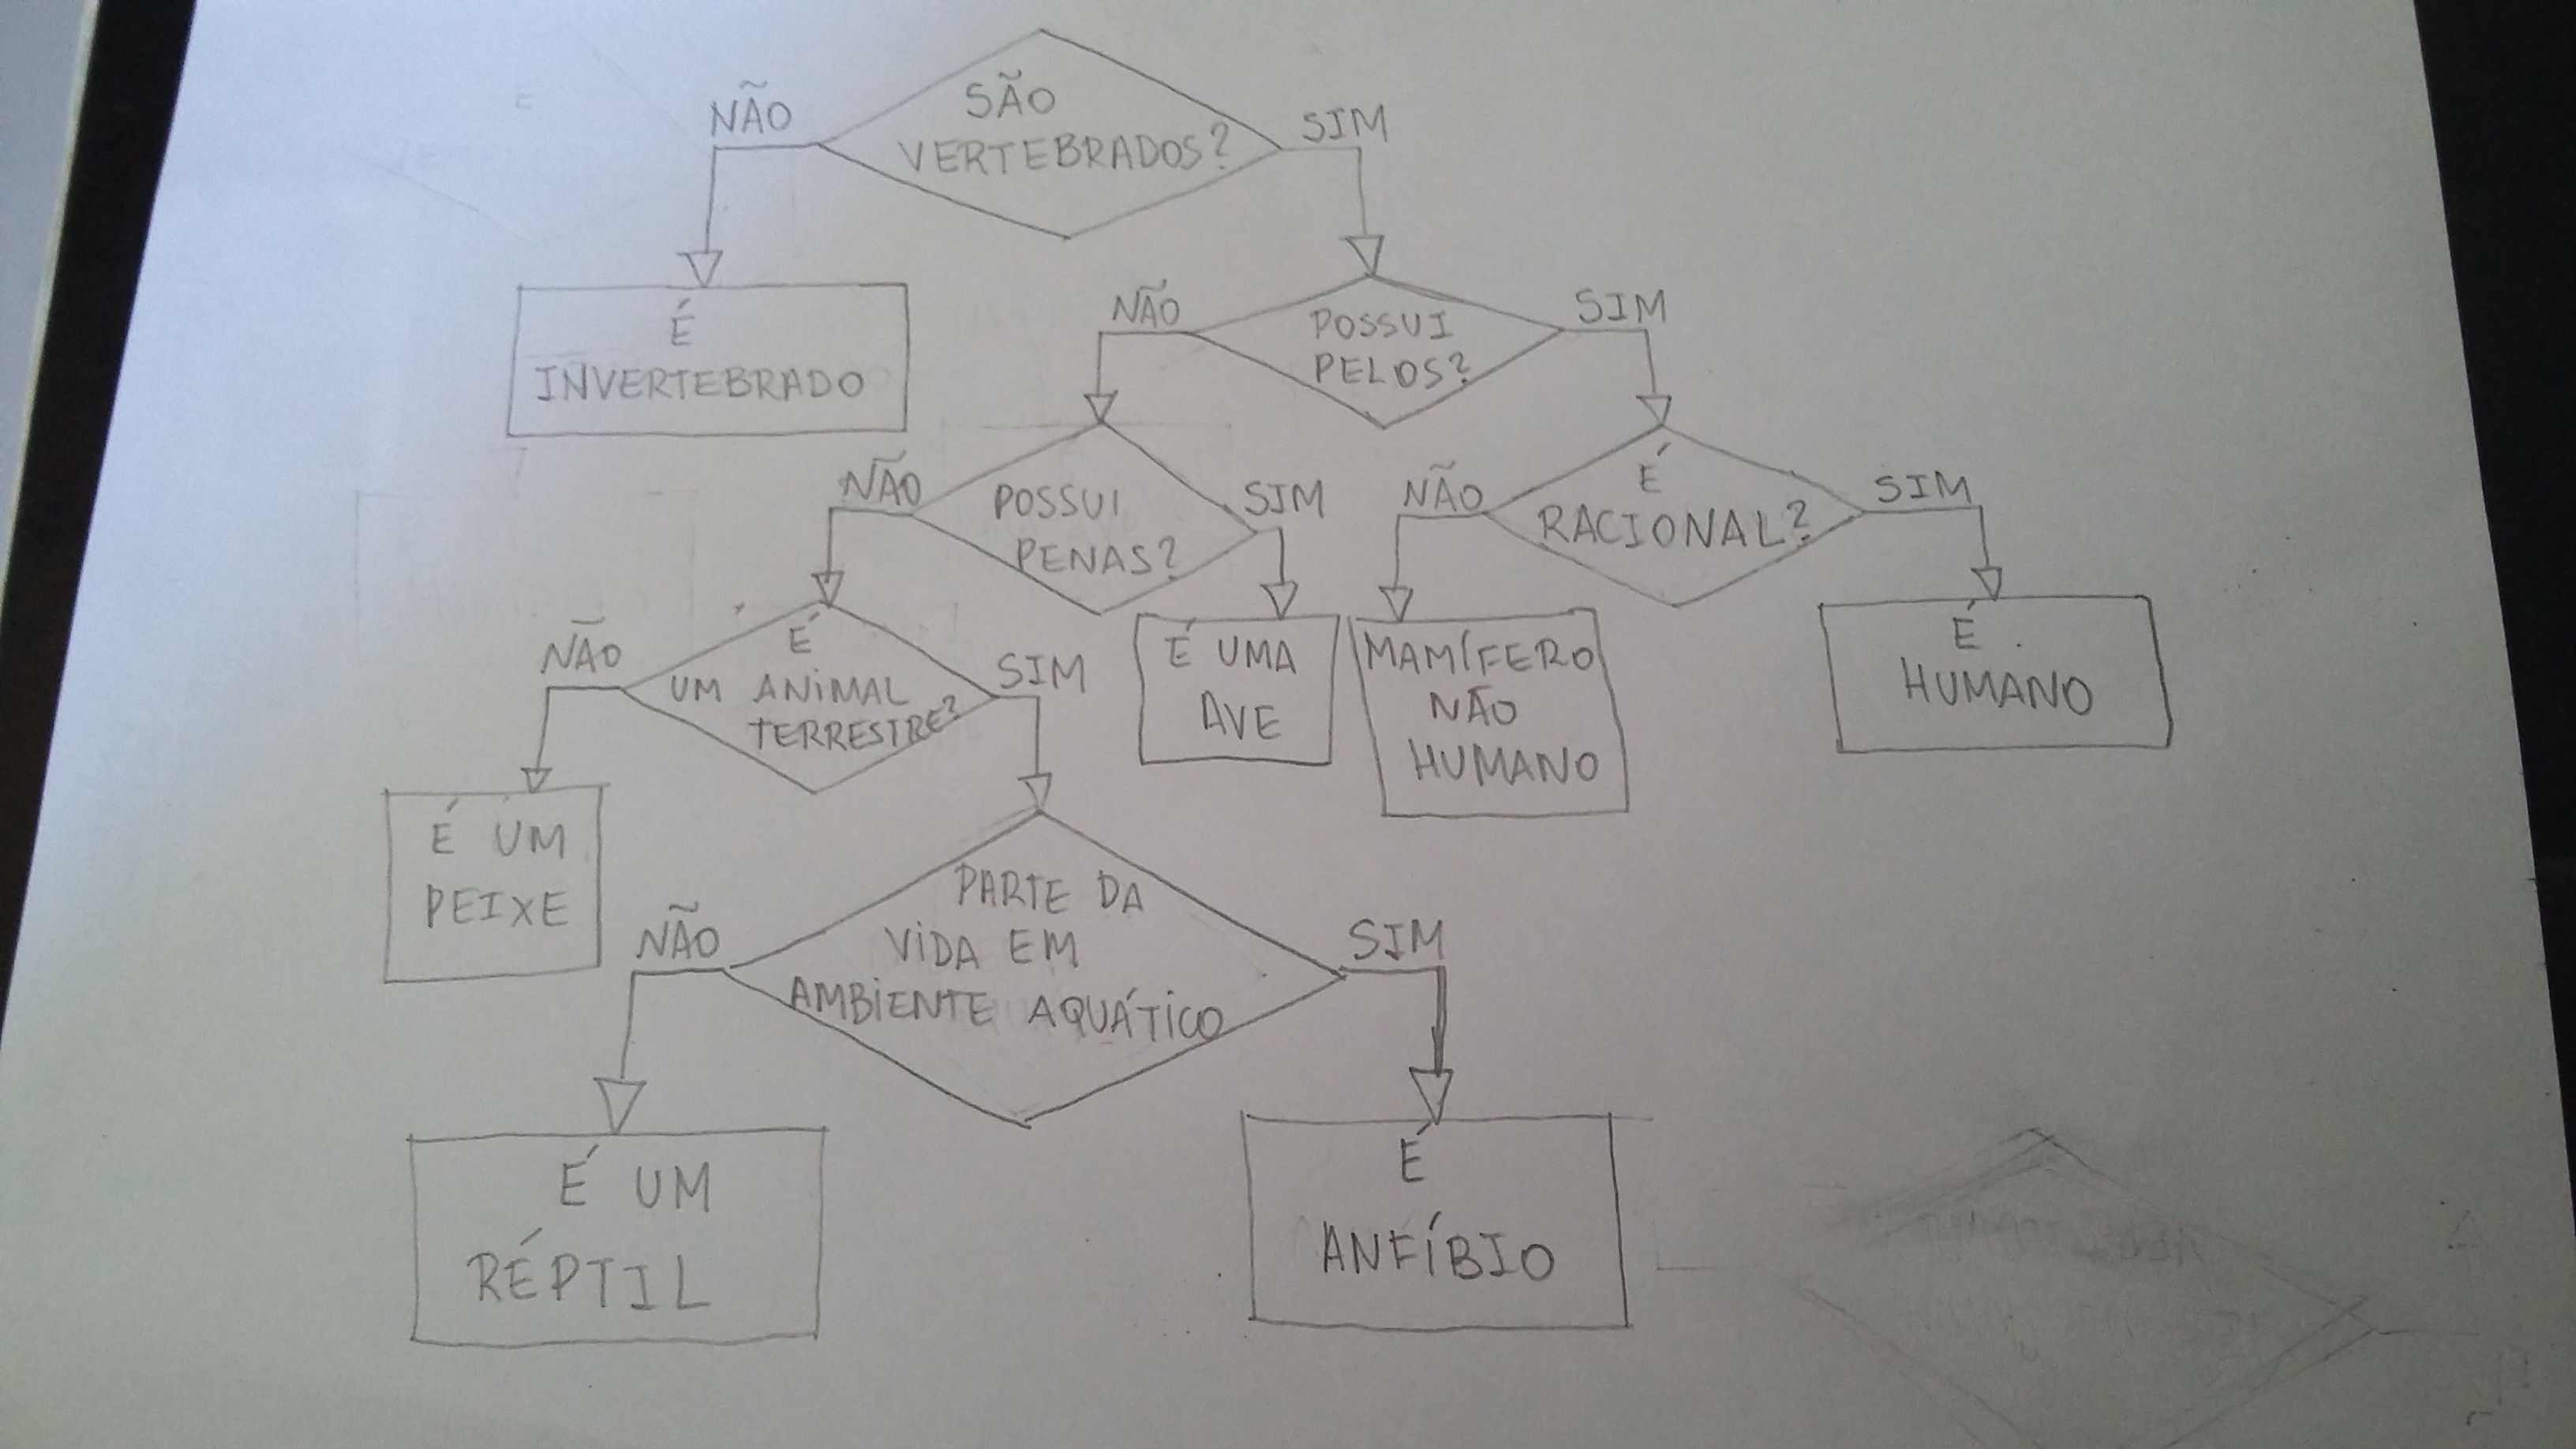 SÃO
VERTEBRADOS?
NÃO
SIM
É
INVERTEBRADO
POSSUI
PELOS?
NÃO
SIM
POSSUI
PENAS?
NÃO
SIM
É
RACIONAL?
NÃO
SIM
É
UM ANIMAL
TERRESTRE?
NÃO
SIM
É UMA
AVE
MAMÍFERO
NÃO
HUMANO
É
HUMANO
É UM
PEIXE
PARTE DA
VIDA EM
AMBIENTE AQUÁTICO
NÃO
SIM
É UM
RÉPTIL
É
ANFÍBIO